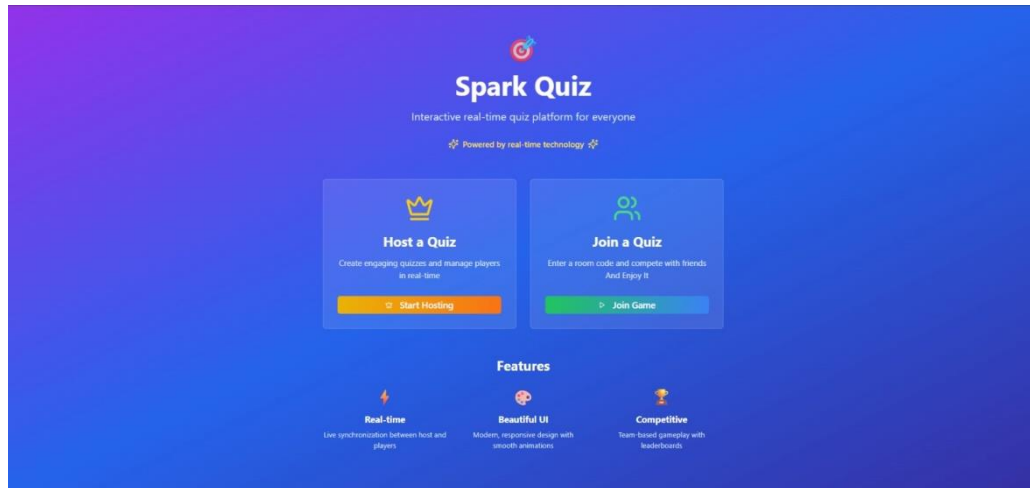 Spark Quiz
Interactive real-time quiz platform for everyone
Powered by real-time technology
Host a Quiz
Create engaging quizzes and manage players
in real-time
Start Hosting
Join a Quiz
Enter a room code and compete with friends
And Enjoy It
Join Game
Features
Real-time
Live synchronization between host and
players
Beautiful UI
Modern, responsive design with
smooth animations
Competitive
Team-based gameplay with
leaderboards